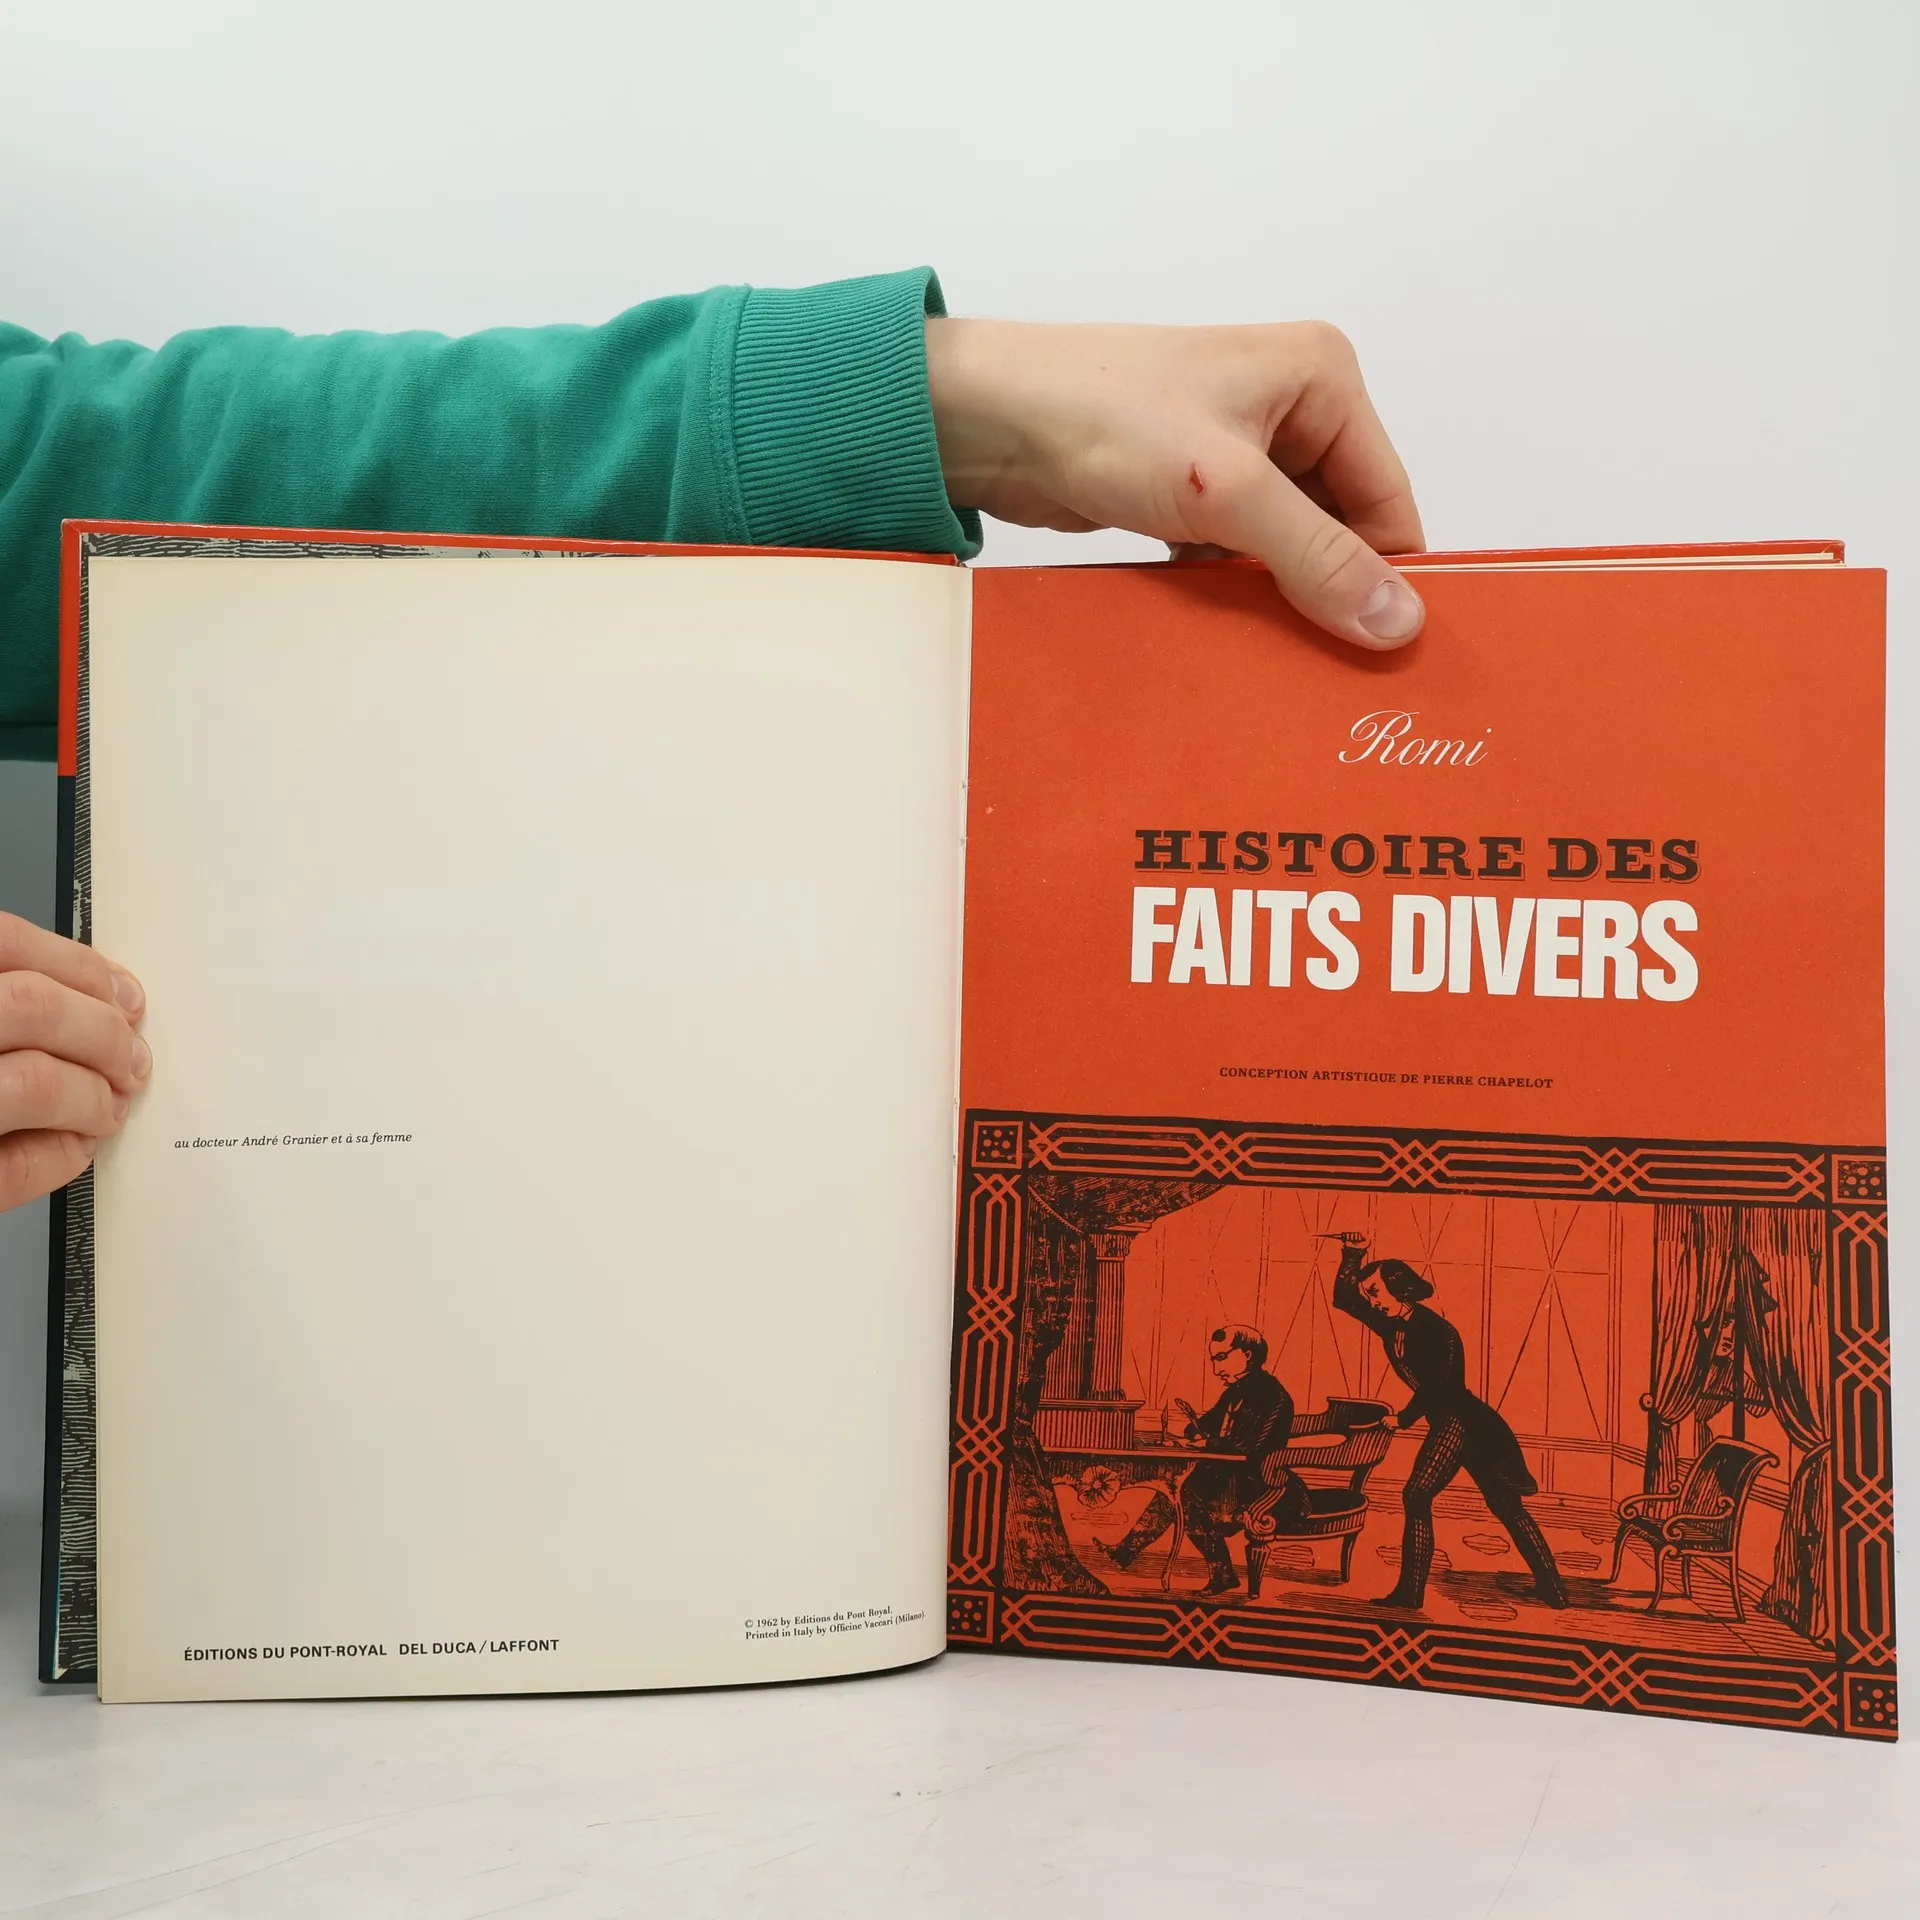 au docteur André Granier et à sa femme
ÉDITIONS DU PONT-ROYAL DEL DUCA / LAFFONT
© 1962 by Editions du Pont Royal.
Printed in Italy by Officine Vaccari (Milano).
Romi
HISTOIRE DES
FAITS DIVERS
CONCEPTION ARTISTIQUE DE PIERRE CHAPELOT